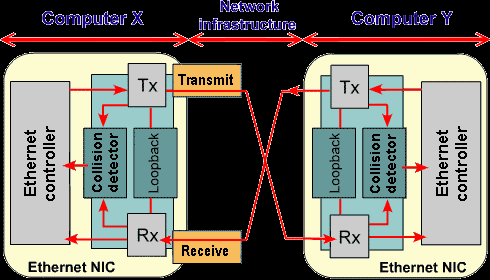 Computer X
Network
infrastructure
Computer Y
Tx
Transmit
Tx
Ethernet
controller
Collision
detector
Loopback
Loopback
Collision
detector
Ethernet
controller
Rx
Receive
Rx
Ethernet NIC
Ethernet NIC